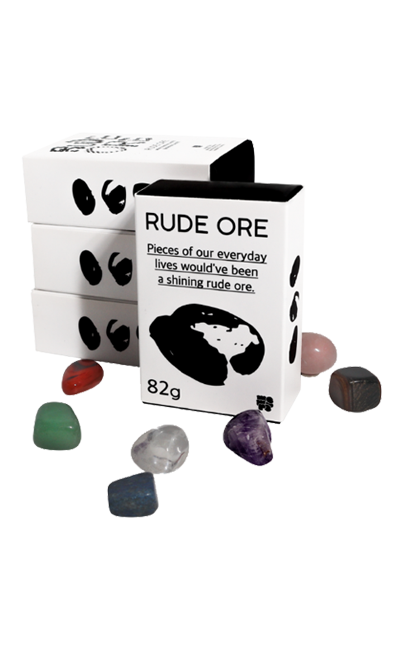 RUDE ORE
Pieces of our everyday
lives would've been
a shining rude ore.
82g